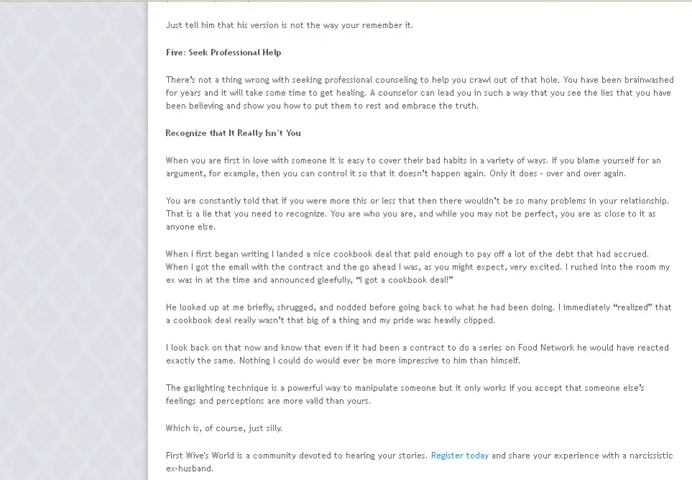 Just tell him that his version is not the way your remember it.
Five: Seek Professional Help
There's not a thing wrong with seeking professional counseling to help you crawl out of that hole. You have been brainwashed
for years and it will take some time to get healing. A counselor can lead you in such a way that you see the lies that you have
been believing and show you how to put them to rest and embrace the truth.
Recognize that It Really Isn't You
When you are first in love with someone it is easy to cover their bad habits in a variety of ways. If you blame yourself for an
argument, for example, then you can control it so that it doesn't happen again. Only it does - over and over again.
You are constantly told that if you were more this or less that then there wouldn't be so many problems in your relationship.
That is a lie that you need to recognize. You are who you are, and while you may not be perfect, you are as close to it as
anyone else.
When I first began writing I landed a nice cookbook deal that paid enough to pay off a lot of the debt that had accrued.
When I got the email with the contract and the go ahead I was, as you might expect, very excited. I rushed into the room my
ex was in at the time and announced gleefully, "I got a cookbook deal!"
He looked up at me briefly, shrugged, and nodded before going back to what he had been doing. I immediately "realized" that
a cookbook deal really wasn't that big of a thing and my pride was heavily clipped.
I look back on that now and know that even if it had been a contract to do a series on Food Network he would have reacted
exactly the same. Nothing I could do would ever be more impressive to him than himself.
The gaslighting technique is a powerful way to manipulate someone but it only works if you accept that someone else's
feelings and perceptions are more valid than yours.
Which is, of course, just silly.
First Wive's World is a community devoted to hearing your stories. Register today and share your experience with a narcissistic
ex-husband.